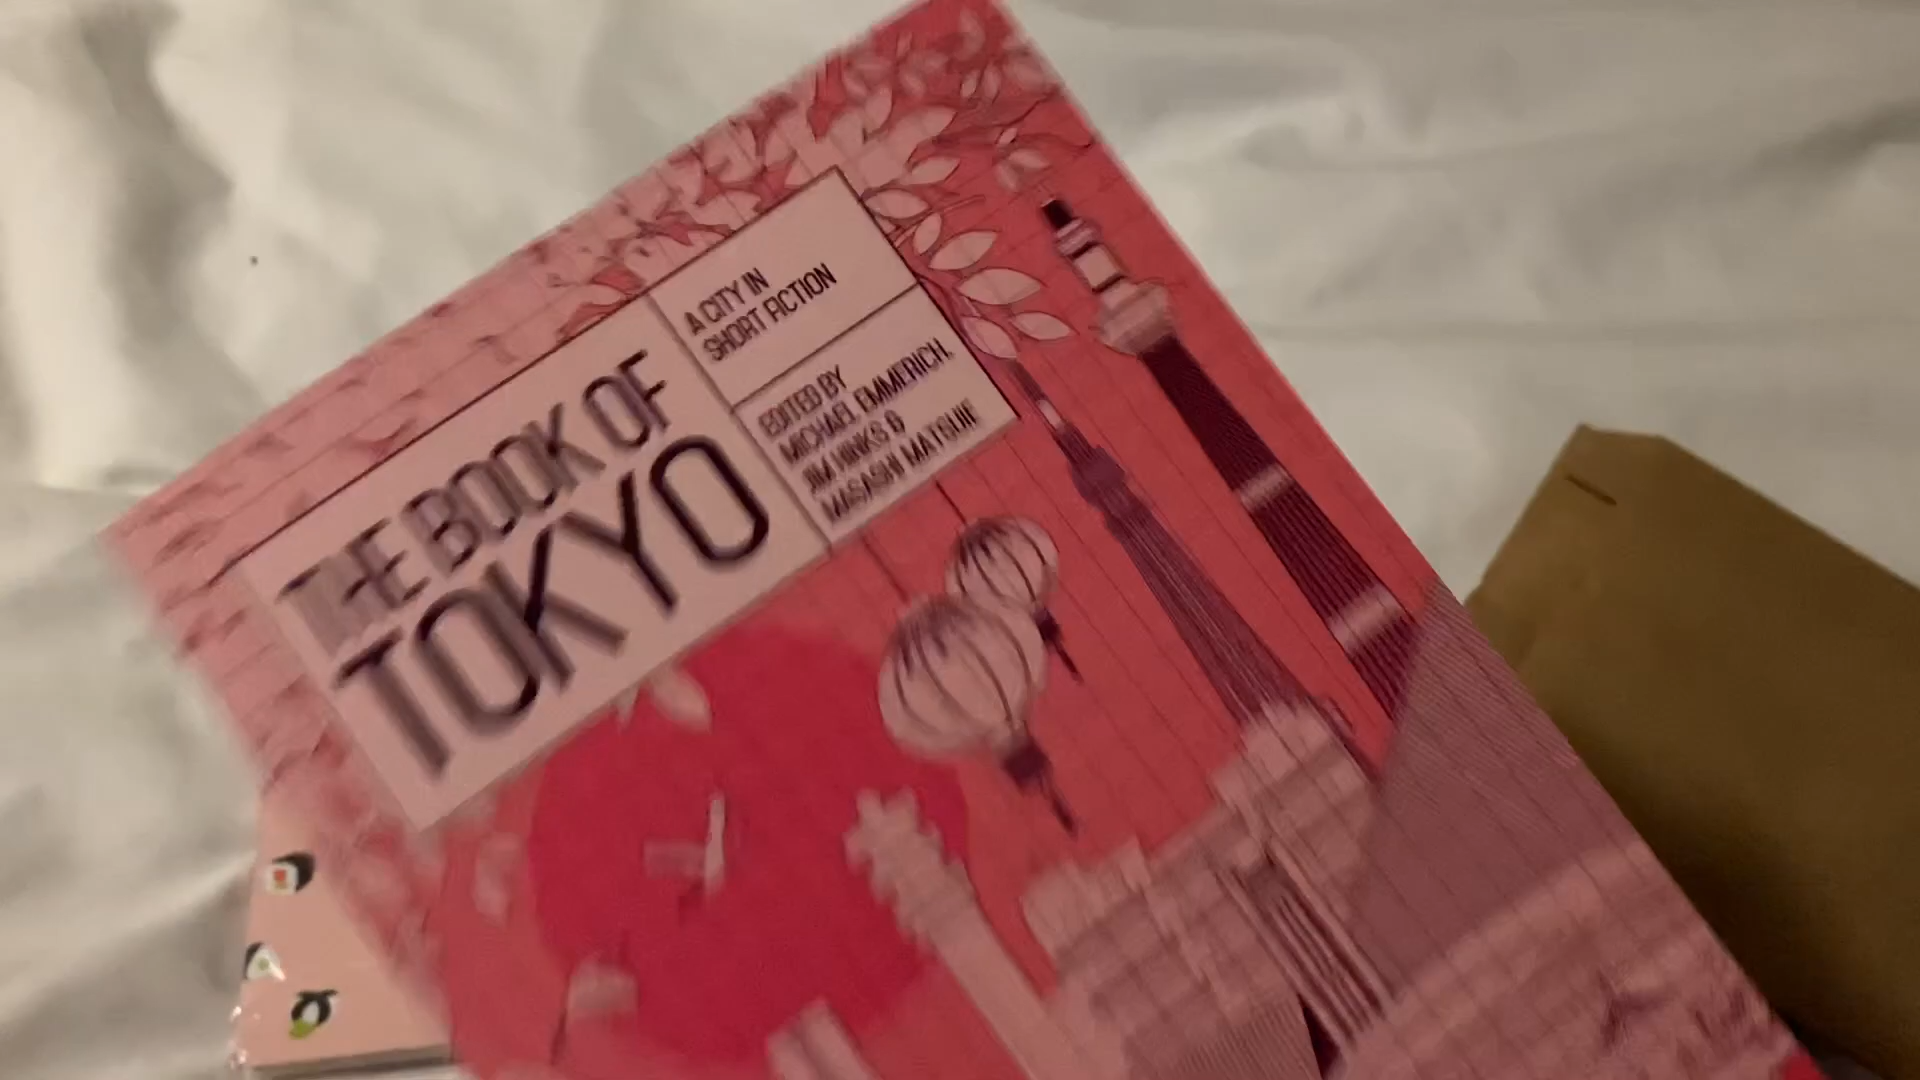 THE BOOK OF
TOKYO
A CITY IN
SHORT FICTION
EDITED BY
MICHAEL EMMERICH,
JIM HINKS &
MASASHI MATSUIE